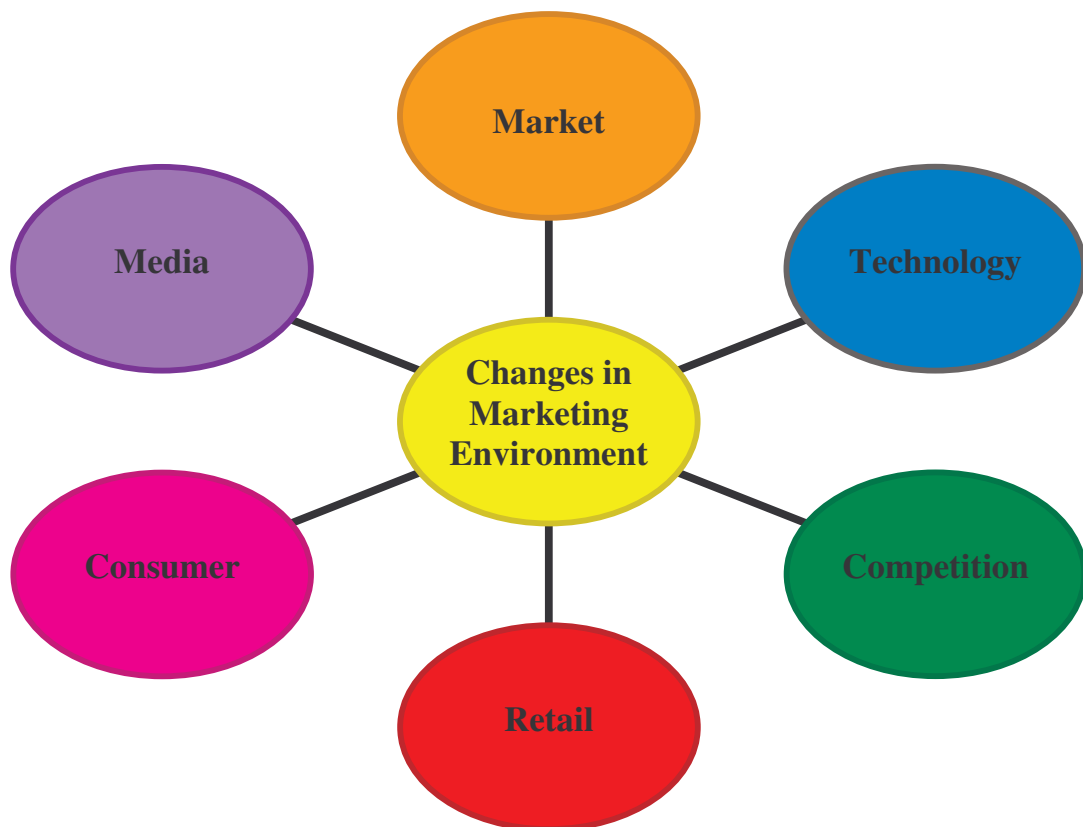 Market
Media
Technology
Changes in
Marketing
Environment
Consumer
Competition
Retail